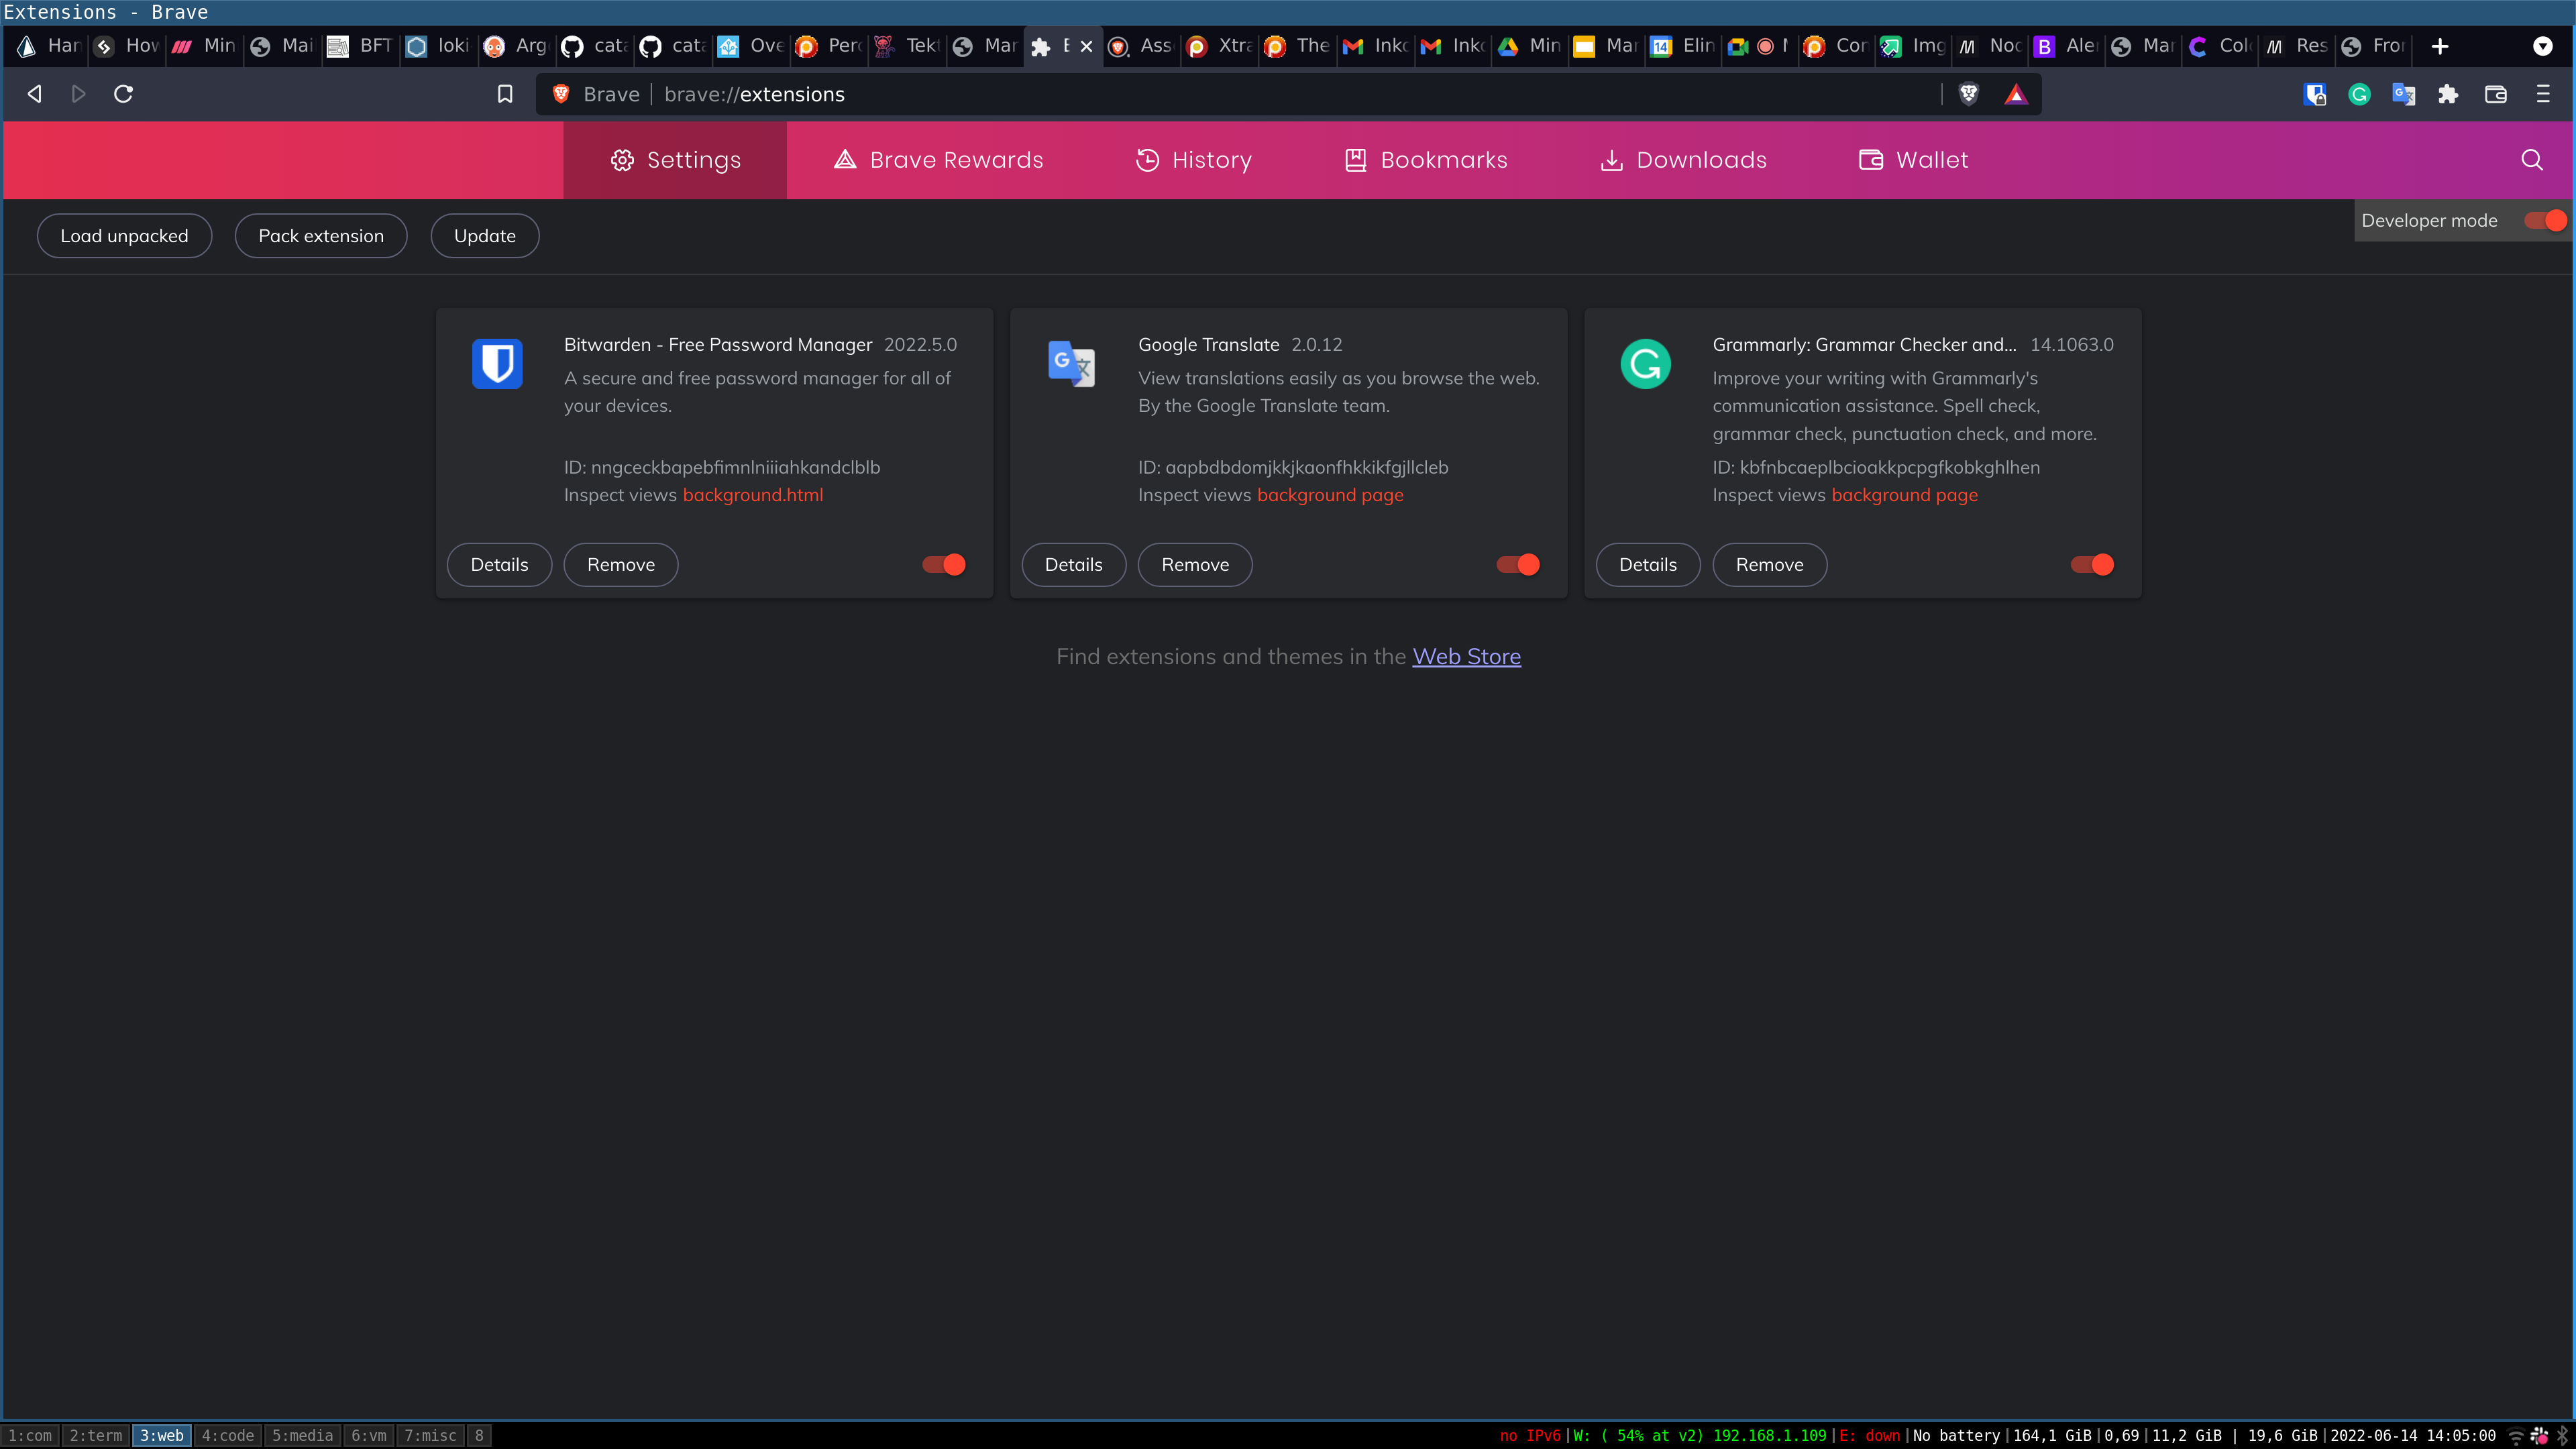 Extensions - Brave
Har Hov Min Mai BFT loki Arg cata cata Ove Perc Tekt Mar E Ass Xtra The Inkc Inkc Min Mar Elin Cor Img Noc Ale Mar Col Res Fror
Brave | brave://extensions
Settings Brave Rewards History Bookmarks Downloads Wallet
Load unpacked Pack extension Update Developer mode
Bitwarden - Free Password Manager 2022.5.0
A secure and free password manager for all of
your devices.
ID: nngceckbapebfimnlniiiahkandclblb
Inspect views background.html
Details Remove
Google Translate 2.0.12
View translations easily as you browse the web.
By the Google Translate team.
ID: aapbdbdomjkkjkaonfhkkikfgjllcleb
Inspect views background page
Details Remove
Grammarly: Grammar Checker and... 14.1063.0
Improve your writing with Grammarly's
communication assistance. Spell check,
grammar check, punctuation check, and more.
ID: kbfnbcaeplbcioakkpcpgfkobkghlhen
Inspect views background page
Details Remove
Find extensions and themes in the Web Store
1:com 2:term 3:web 4:code 5:media 6:vm 7:misc 8 no IPv6|W: ( 54% at v2) 192.168.1.109|E: down|No battery|164,1 GiB|0,69|11,2 GiB | 19,6 GiB|2022-06-14 14:05:00